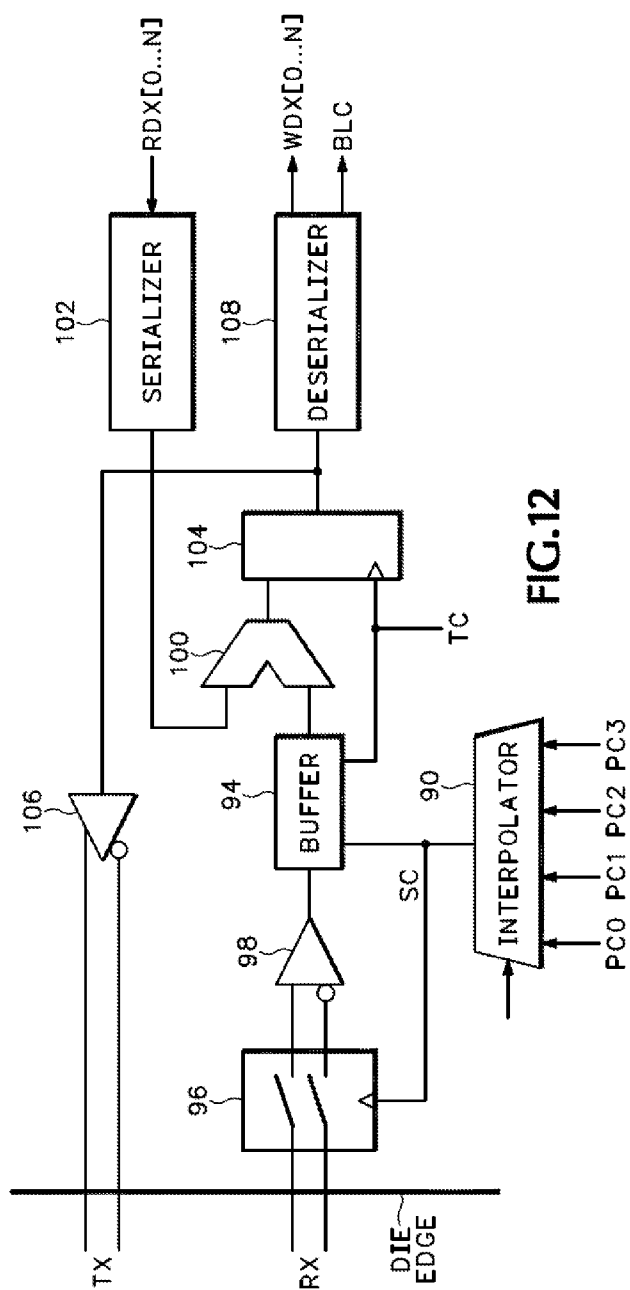 RDX[0...N]
102
SERIALIZER
WDX[0...N]
BLC
108
DESERIALIZER
106
104
100
TC
94
BUFFER
98
SC
90
INTERPOLATOR
PC0 PC1 PC2 PC3
96
TX
RX
DIE
EDGE
FIG.12